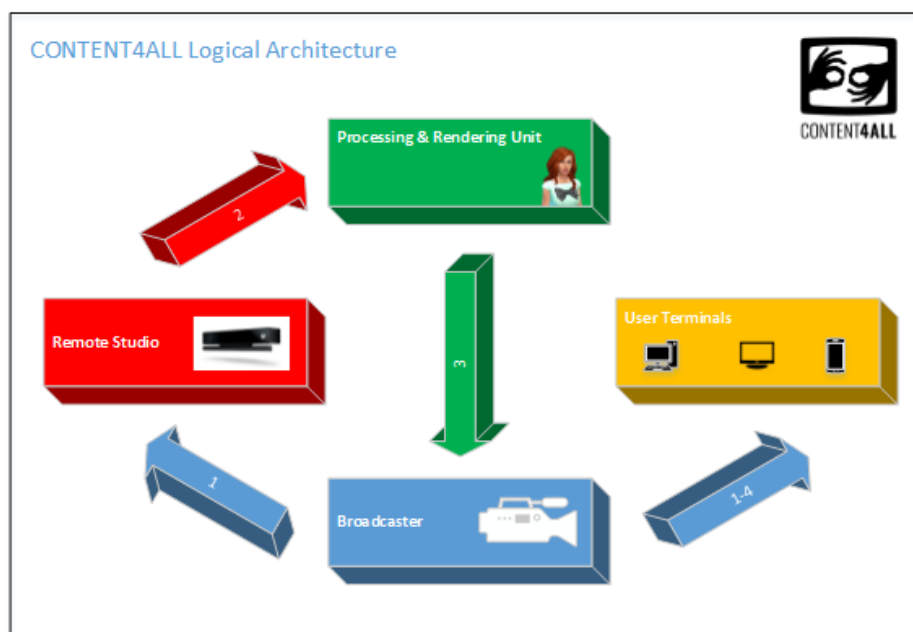 CONTENT4ALL Logical Architecture
CONTENT4ALL
Processing & Rendering Unit
2
Remote Studio
User Terminals
3
1
1-4
Broadcaster